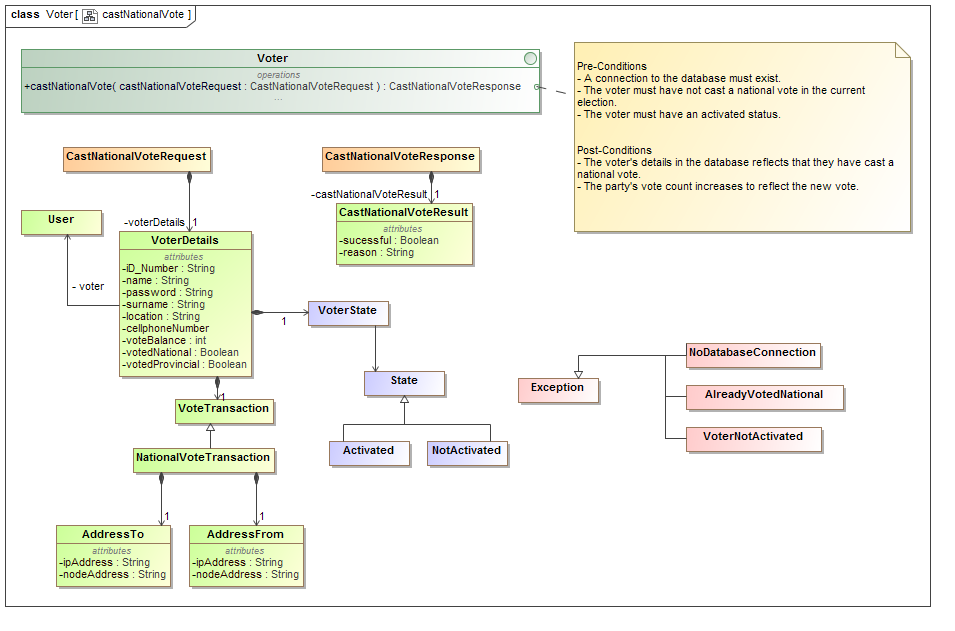 class Voter [ castNationalVote ]
Voter
operations
+castNationalVote( castNationalVoteRequest : CastNationalVoteRequest ) : CastNationalVoteResponse
...
Pre-Conditions
- A connection to the database must exist.
- The voter must have not cast a national vote in the current
election.
- The voter must have an activated status.
Post-Conditions
- The voter's details in the database reflects that they have cast a
national vote.
- The party's vote count increases to reflect the new vote.
CastNationalVoteRequest
CastNationalVoteResponse
-castNationalVoteResult
1
CastNationalVoteResult
attributes
-sucessful : Boolean
-reason : String
User
- voter
-voterDetails
1
VoterDetails
attributes
-iD_Number : String
-name : String
-password : String
-surname : String
-location : String
-cellphoneNumber
-voteBalance : int
-votedNational : Boolean
-votedProvincial : Boolean
1
VoterState
State
Activated
NotActivated
Exception
NoDatabaseConnection
AlreadyVotedNational
VoterNotActivated
1
VoteTransaction
NationalVoteTransaction
1
1
AddressTo
attributes
-ipAddress : String
-nodeAddress : String
AddressFrom
attributes
-ipAddress : String
-nodeAddress : String